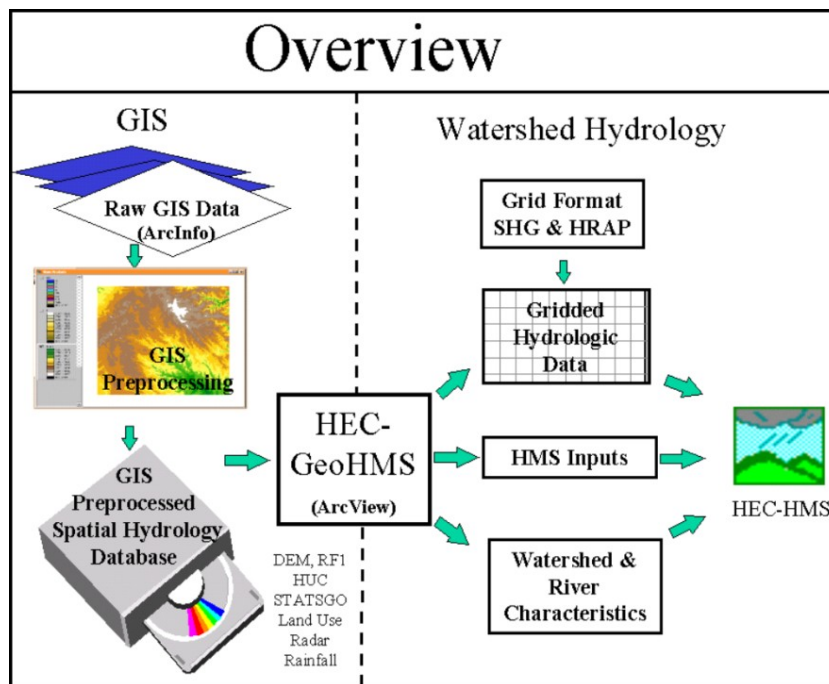 Overview
GIS
Raw GIS Data
(ArcInfo)
GIS
Preprocessing
GIS
Preprocessed
Spatial Hydrology
Database
DEM, RF1
HUC
STATSGO
Land Use
Radar
Rainfall
HEC-
GeoHMS
(ArcView)
Watershed Hydrology
Grid Format
SHG & HRAP
Gridded
Hydrologic
Data
HMS Inputs
Watershed &
River
Characteristics
HEC-HMS